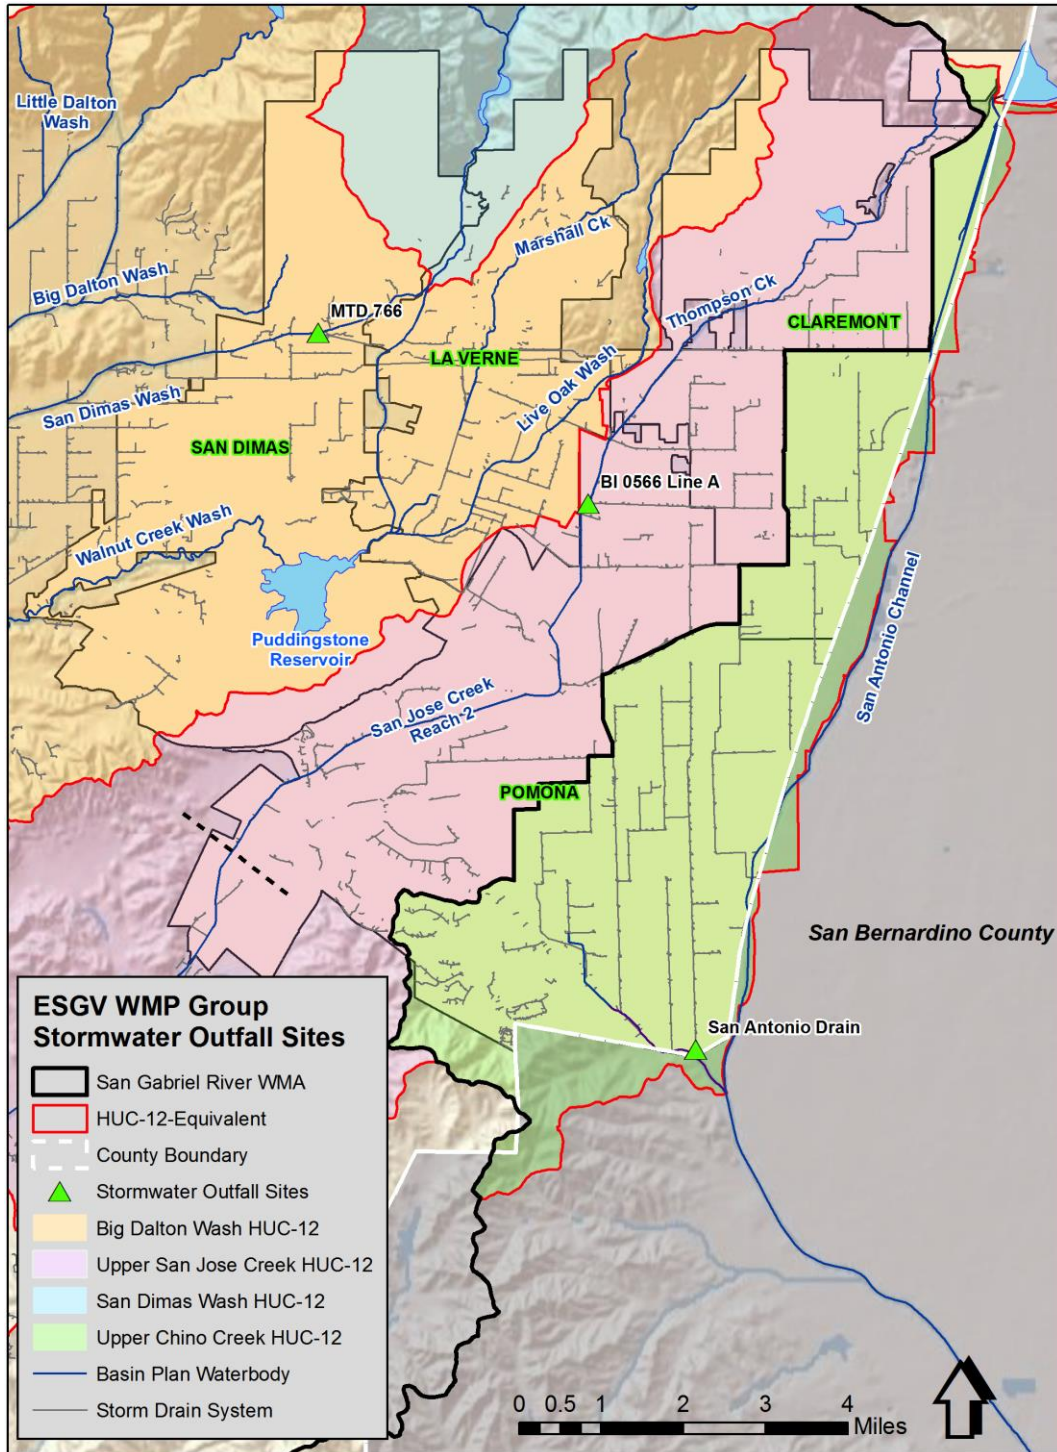 Little Dalton
Wash
Marshall Ck
Big Dalton Wash
MTD 766
Thompson Ck
CLAREMONT
LA VERNE
San Dimas Wash
Live Oak Wash
SAN DIMAS
BI 0566 Line A
Walnut Creek Wash
San Antonio Channel
Puddingstone
Reservoir
San Jose Creek
Reach 2
POMONA
San Bernardino County
San Antonio Drain
ESGV WMP Group
Stormwater Outfall Sites
San Gabriel River WMA
HUC-12-Equivalent
County Boundary
Stormwater Outfall Sites
Big Dalton Wash HUC-12
Upper San Jose Creek HUC-12
San Dimas Wash HUC-12
Upper Chino Creek HUC-12
Basin Plan Waterbody
Storm Drain System
0 0.5 1 2 3 4
Miles